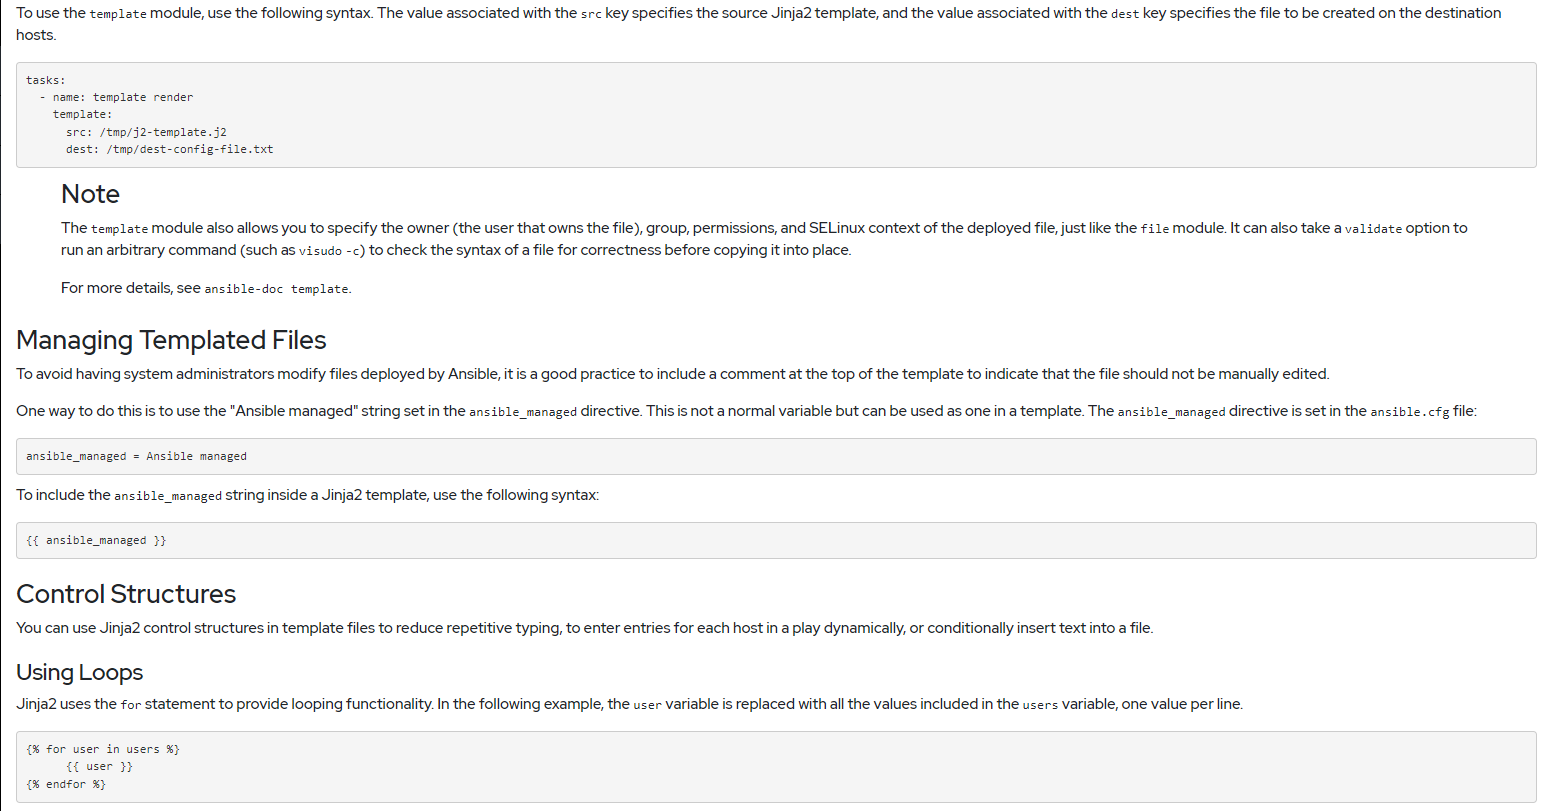 To use the template module, use the following syntax. The value associated with the src key specifies the source Jinja2 template, and the value associated with the dest key specifies the file to be created on the destination
hosts.
tasks:
  - name: template render
    template:
      src: /tmp/j2-template.j2
      dest: /tmp/dest-config-file.txt
Note
The template module also allows you to specify the owner (the user that owns the file), group, permissions, and SELinux context of the deployed file, just like the file module. It can also take a validate option to
run an arbitrary command (such as visudo -c) to check the syntax of a file for correctness before copying it into place.
For more details, see ansible-doc template.
Managing Templated Files
To avoid having system administrators modify files deployed by Ansible, it is a good practice to include a comment at the top of the template to indicate that the file should not be manually edited.
One way to do this is to use the "Ansible managed" string set in the ansible_managed directive. This is not a normal variable but can be used as one in a template. The ansible_managed directive is set in the ansible.cfg file:
ansible_managed = Ansible managed
To include the ansible_managed string inside a Jinja2 template, use the following syntax:
{{ ansible_managed }}
Control Structures
You can use Jinja2 control structures in template files to reduce repetitive typing, to enter entries for each host in a play dynamically, or conditionally insert text into a file.
Using Loops
Jinja2 uses the for statement to provide looping functionality. In the following example, the user variable is replaced with all the values included in the users variable, one value per line.
{% for user in users %}
      {{ user }}
{% endfor %}